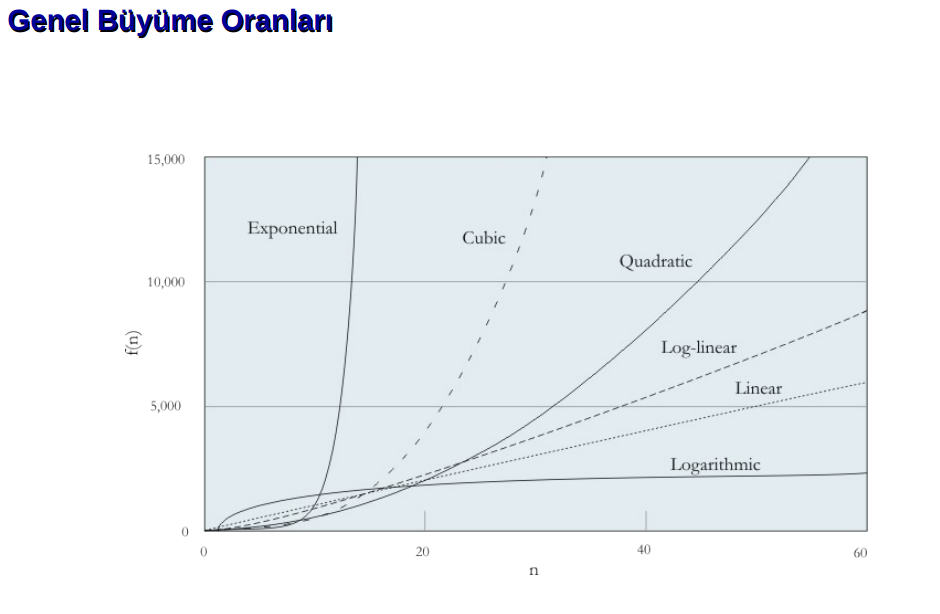 Genel Büyüme Oranları
15,000
Exponential
Cubic
Quadratic
10,000
f(n)
Log-linear
Linear
5,000
Logarithmic
0
0 20 40 60
n